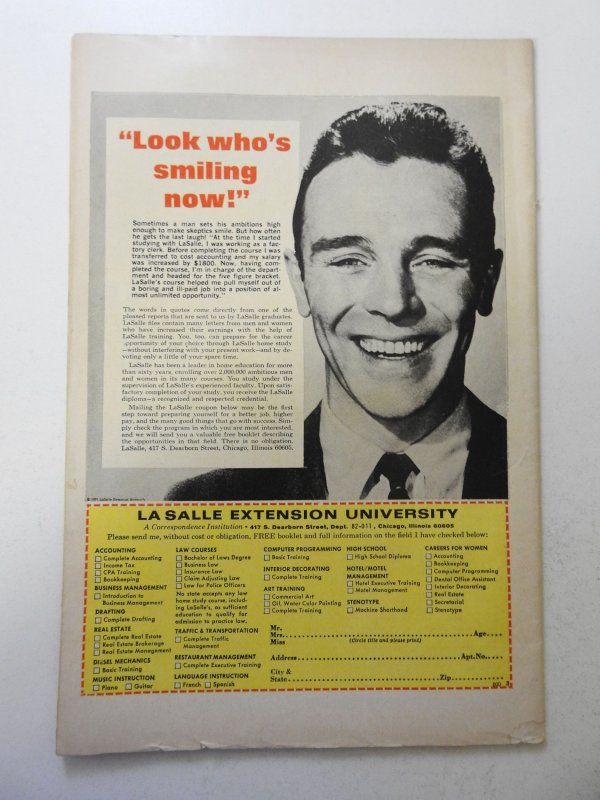 “Look who’s
smiling
now!”
Sometimes a man sets his ambitions high
enough to make skeptics smile. But how often
he gets the last laugh! “At the time I started
studying with LaSalle, I was working as a fac-
tory clerk. Before completing the course I was
transferred to cost accounting and my salary
was increased by $1800. Now, having com-
pleted the course, I’m in charge of the depart-
ment and headed for the five figure bracket.
LaSalle’s course helped me pull myself out of
a boring and ill-paid job into a position of al-
most unlimited opportunity.”
The words in quotes come directly from one of the
pleased reports that are sent to us by LaSalle graduates.
LaSalle files contain many letters from men and women
who have increased their earnings with the help of
LaSalle training. You, too, can prepare for the career
opportunity of your choice through LaSalle home study
—without interfering with your present work—and by de-
voting only a little of your spare time.
LaSalle has been a leader in home education for more
than sixty years, enrolling over 2,000,000 ambitious men
and women in its many courses. You study under the
supervision of LaSalle’s experienced faculty. Upon satis-
factory completion of your study, you receive the LaSalle
diploma—a recognized and respected credential.
Mailing the LaSalle coupon below may be the first
step toward preparing yourself for a better job, higher
pay, and the many good things that go with success. Sim-
ply check the program in which you are most interested,
and we will send you a valuable free booklet describing
the opportunities in that field. There is no obligation.
LaSalle, 417 S. Dearborn Street, Chicago, Illinois 60605.
© 1971 LaSalle Extension University
LA SALLE EXTENSION UNIVERSITY
A Correspondence Institution • 417 S. Dearborn Street, Dept. 82-011, Chicago, Illinois 60605
Please send me, without cost or obligation, FREE booklet and full information on the field I have checked below:
ACCOUNTING
Complete Accounting
Income Tax
CPA Training
Bookkeeping
BUSINESS MANAGEMENT
Introduction to
Business Management
DRAFTING
Complete Drafting
REAL ESTATE
Complete Real Estate
Real Estate Brokerage
Real Estate Management
DIESEL MECHANICS
Basic Training
MUSIC INSTRUCTION
Piano Guitar
LAW COURSES
Bachelor of Laws Degree
Business Law
Insurance Law
Claim Adjusting Law
Law for Police Officers
No state accepts any law
home study course, includ-
ing LaSalle’s, as sufficient
education to qualify for
admission to practice law.
TRAFFIC & TRANSPORTATION
Complete Traffic
Management
RESTAURANT MANAGEMENT
Complete Executive Training
LANGUAGE INSTRUCTION
French Spanish
COMPUTER PROGRAMMING
Basic Training
INTERIOR DECORATING
Complete Training
ART TRAINING
Commercial Art
Oil, Water Color Painting
Complete Training
HIGH SCHOOL
High School Diploma
HOTEL/MOTEL
MANAGEMENT
Hotel Executive Training
Motel Management
STENOTYPE
Machine Shorthand
CAREERS FOR WOMEN
Accounting
Bookkeeping
Computer Programming
Dental Office Assistant
Interior Decorating
Real Estate
Secretarial
Stenotype
Mr.
Mrs. Age
Miss (Circle title and please print)
Address Apt.No.
City &
State Zip